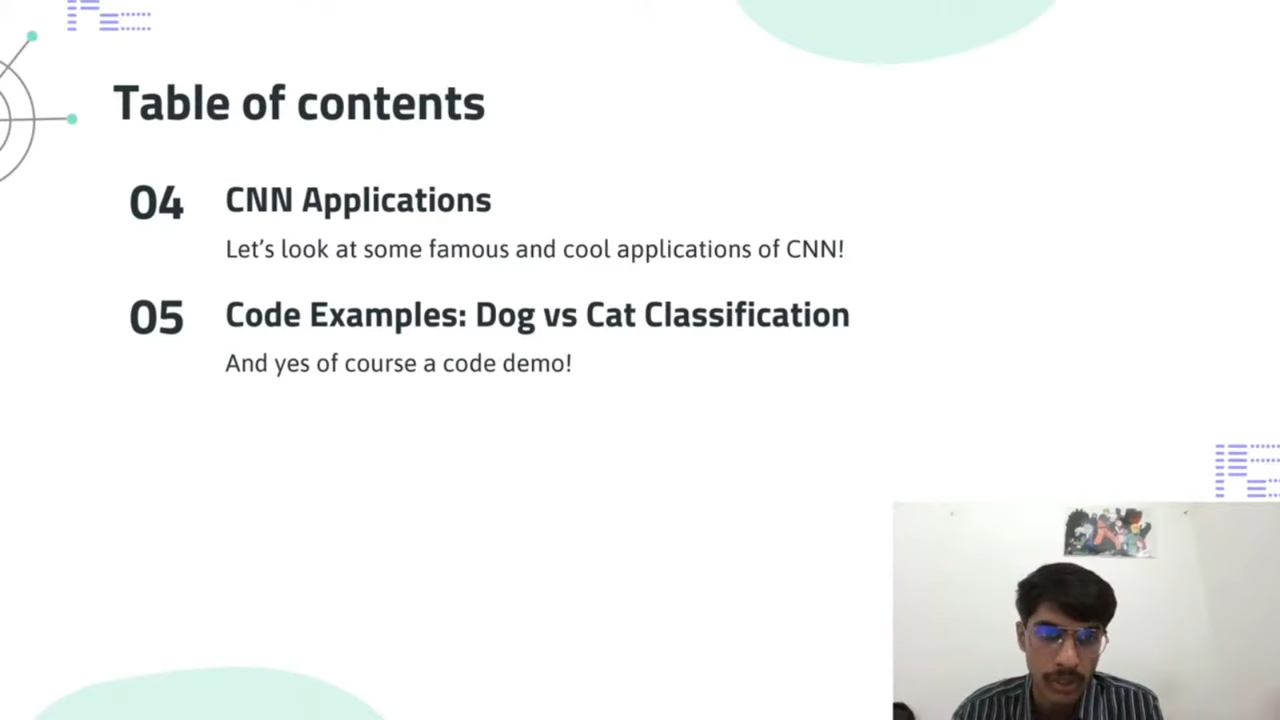 Table of contents
04
CNN Applications
Let’s look at some famous and cool applications of CNN!
05
Code Examples: Dog vs Cat Classification
And yes of course a code demo!